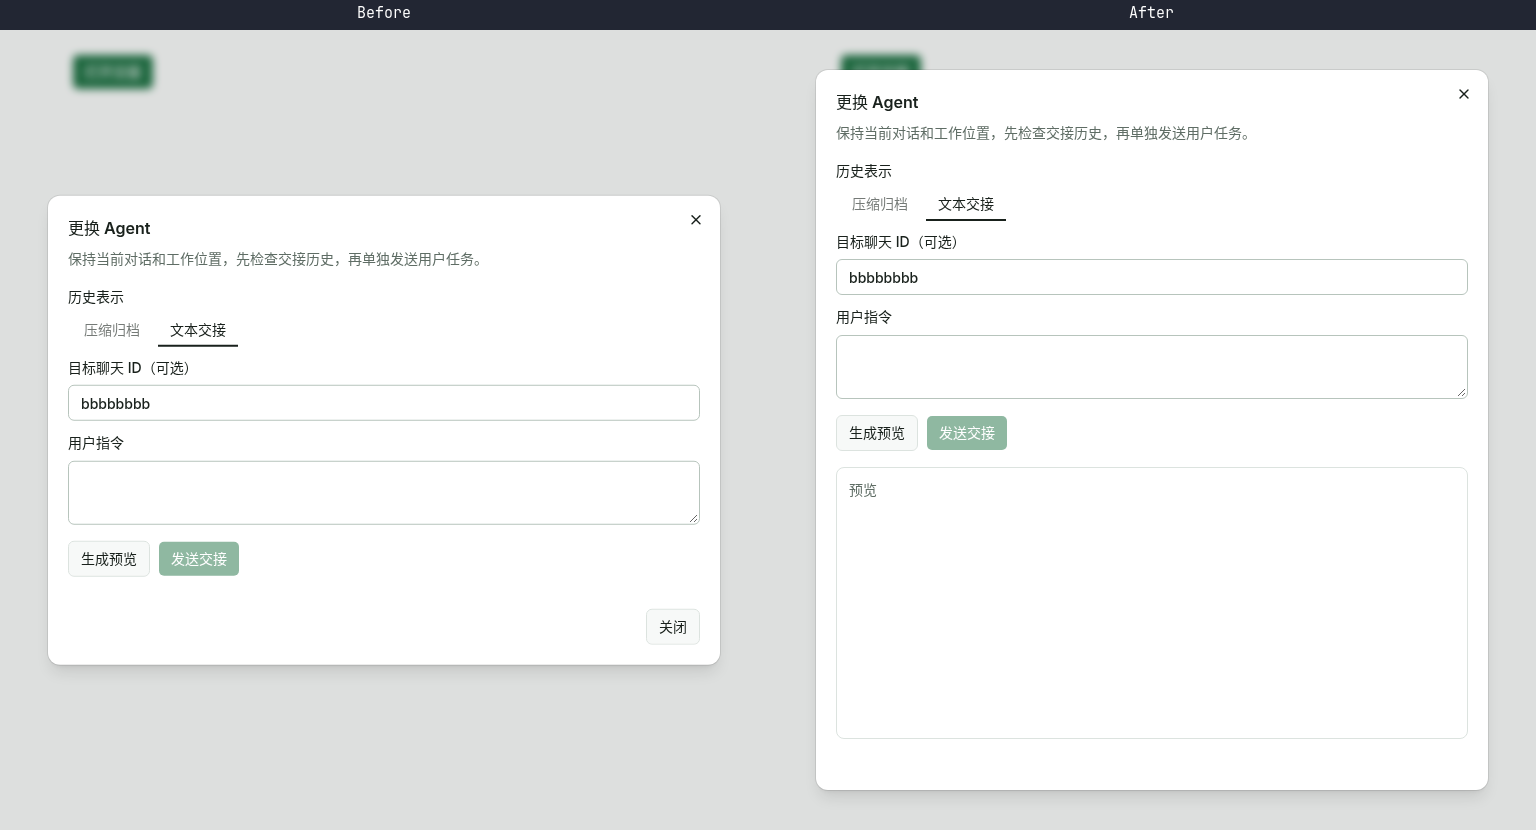 Before
更换 Agent
保持当前对话和工作位置，先检查交接历史，再单独发送用户任务。
历史表示
压缩归档 文本交接
目标聊天 ID（可选）
bbbbbbbb
用户指令
生成预览 发送交接
关闭
After
更换 Agent
保持当前对话和工作位置，先检查交接历史，再单独发送用户任务。
历史表示
压缩归档 文本交接
目标聊天 ID（可选）
bbbbbbbb
用户指令
生成预览 发送交接
预览